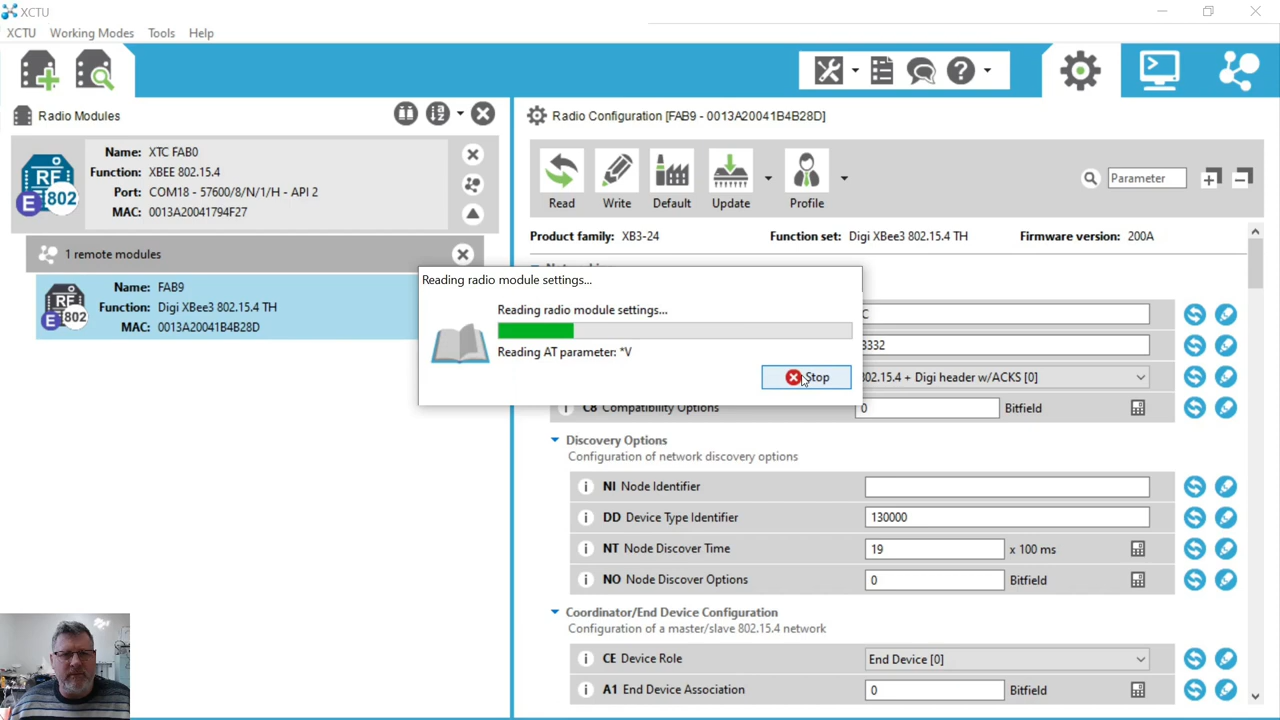 XCTU
XCTU Working Modes Tools Help
Radio Modules
Name: XTC FAB0
Function: XBEE 802.15.4
Port: COM18 - 57600/8/N/1/H - API 2
MAC: 0013A20041794F27
RF
E 802
1 remote modules
Name: FAB9
Function: Digi XBee3 802.15.4 TH
MAC: 0013A20041B4B28D
RF
E 802
Radio Configuration [FAB9 - 0013A20041B4B28D]
Read Write Default Update Profile
Parameter
Product family: XB3-24 Function set: Digi XBee3 802.15.4 TH Firmware version: 200A
Reading radio module settings...
Reading radio module settings...
Reading AT parameter: *V
Stop
C
3332
802.15.4 + Digi header w/ACKS [0]
C8 Compatibility Options 0 Bitfield
Discovery Options
Configuration of network discovery options
i NI Node Identifier
i DD Device Type Identifier 130000
i NT Node Discover Time 19 x 100 ms
i NO Node Discover Options 0 Bitfield
Coordinator/End Device Configuration
Configuration of a master/slave 802.15.4 network
i CE Device Role End Device [0]
i A1 End Device Association 0 Bitfield